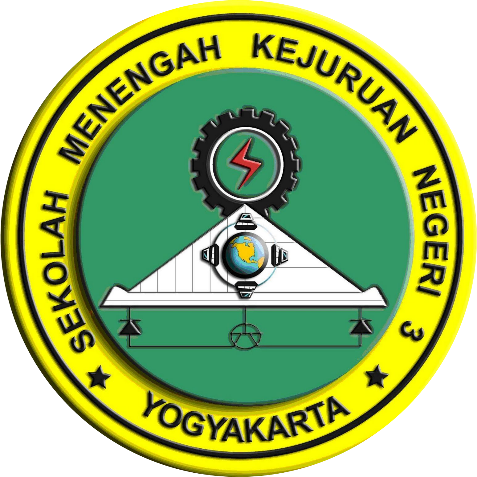 SEKOLAH MENENGAH KEJURUAN NEGERI 3
YOGYAKARTA